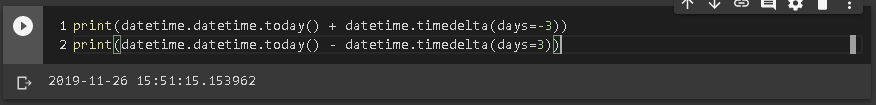 1 print(datetime.datetime.today() + datetime.timedelta(days=-3))
2 print(datetime.datetime.today() - datetime.timedelta(days=3))
2019-11-26 15:51:15.153962